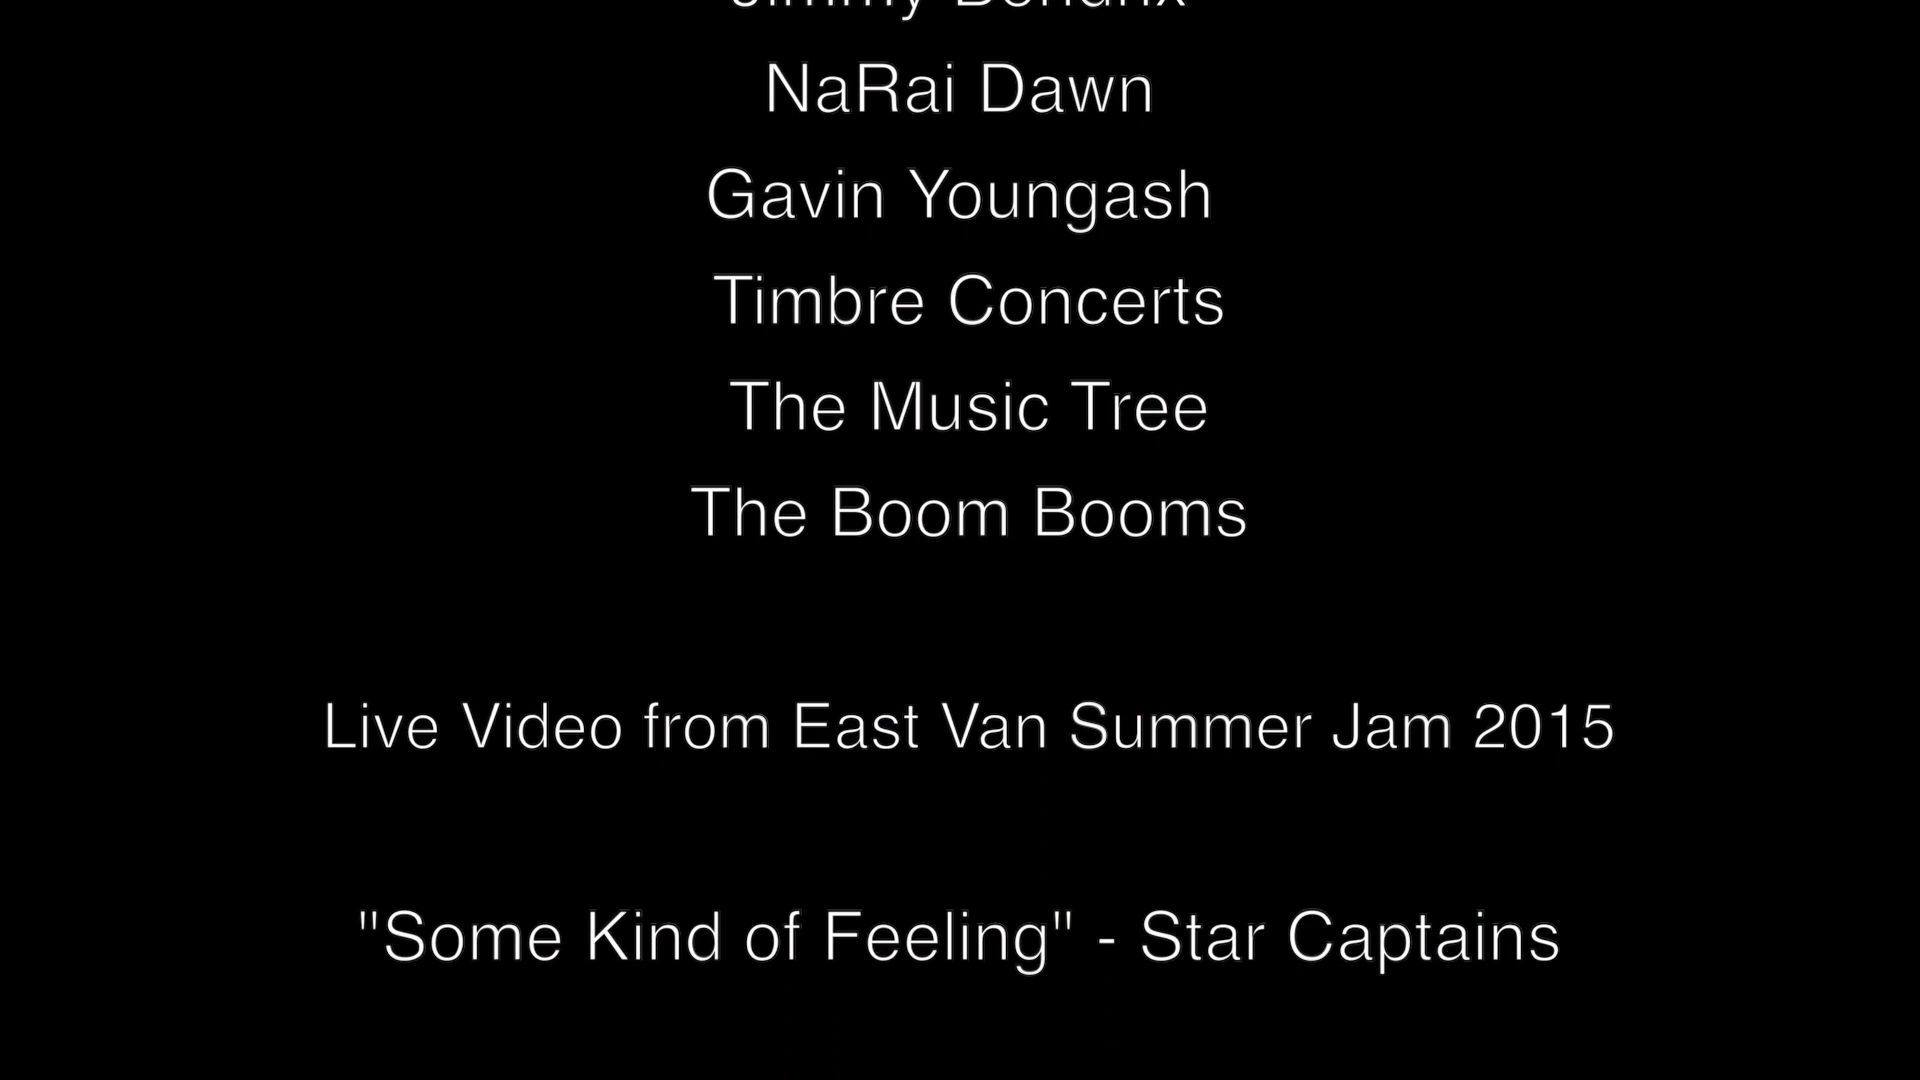 NaRai Dawn
Gavin Youngash
Timbre Concerts
The Music Tree
The Boom Booms
Live Video from East Van Summer Jam 2015
"Some Kind of Feeling" - Star Captains